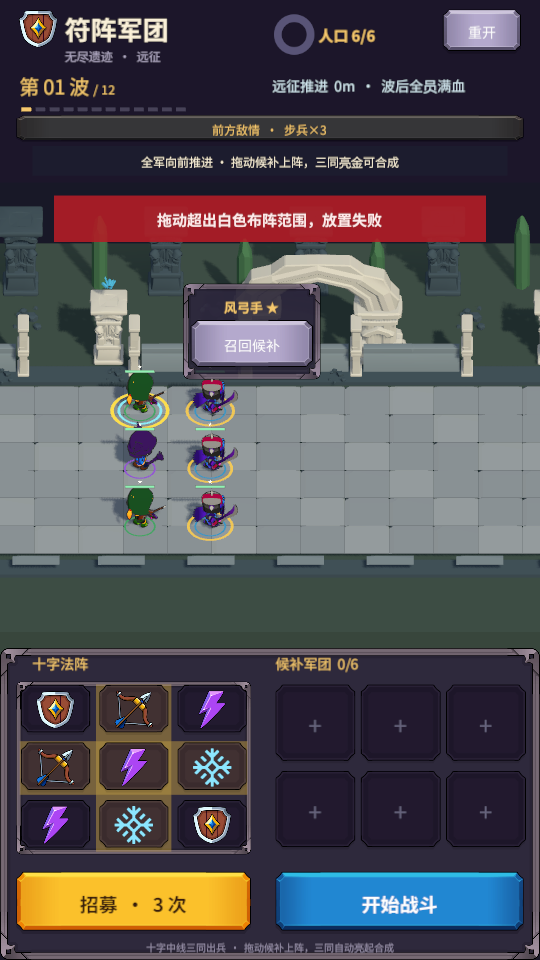 符阵军团
无尽遗迹 · 远征
人口 6/6
重开
第 01 波 / 12
远征推进 0m · 波后全员满血
前方敌情 · 步兵×3
全军向前推进 · 拖动候补上阵，三同亮金可合成
拖动超出白色布阵范围，放置失败
风弓手 ★
召回候补
十字法阵
候补军团 0/6
招募 · 3 次
开始战斗
十字中线三同出兵 · 拖动候补上阵，三同自动亮起合成